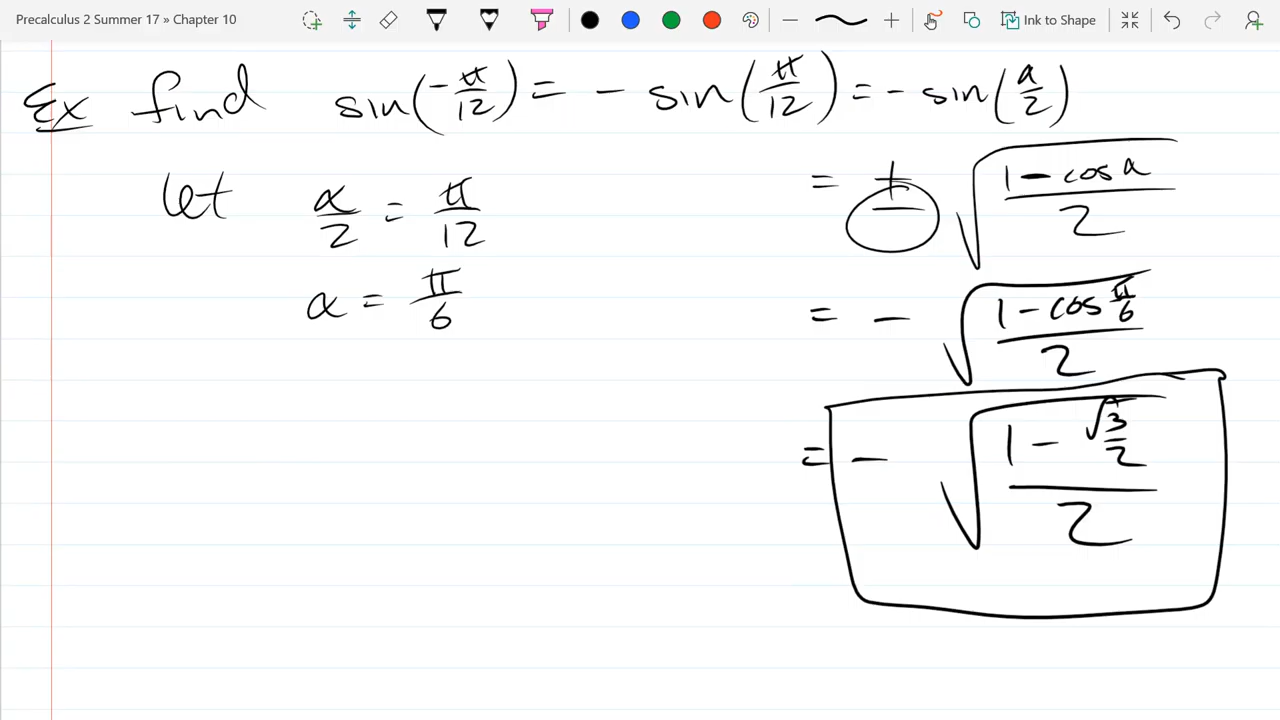 Precalculus 2 Summer 17 » Chapter 10
Ink to Shape
Ex find sin(-π/12) = - sin(π/12) = - sin(α/2)
let α/2 = π/12
= ± √((1 - cos α)/2)
α = π/6
= - √((1 - cos π/6)/2)
= - √((1 - √3/2)/2)